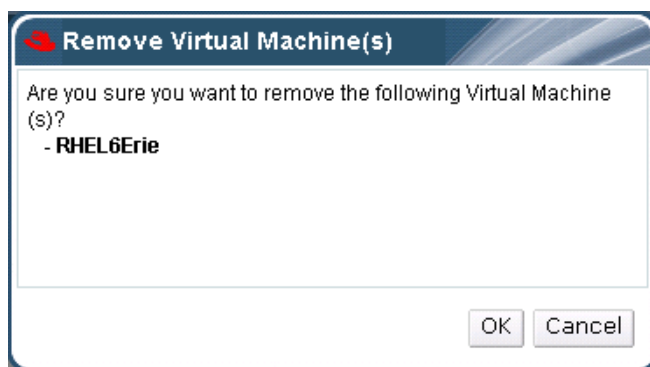 Remove Virtual Machine(s)
Are you sure you want to remove the following Virtual Machine
(s)?
- RHEL6Erie
OK Cancel